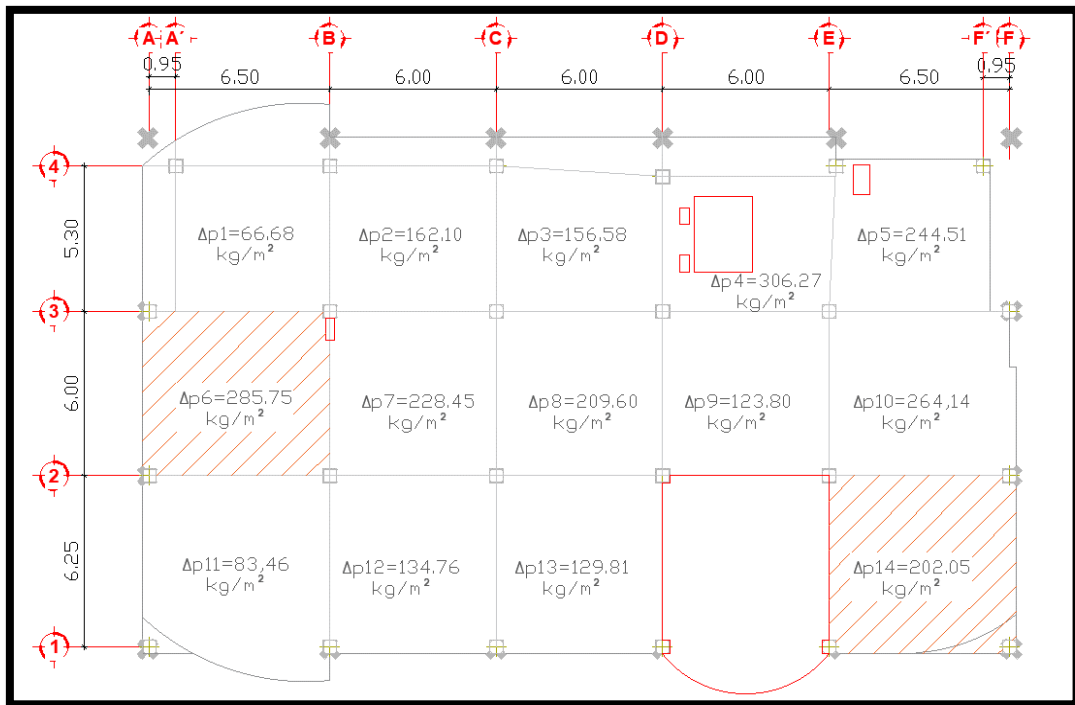 A A´ B C D E F´ F
0.95 0.95
6.50 6.00 6.00 6.00 6.50
4
5.30
Δp1=66.68
kg/m²
Δp2=162.10
kg/m²
Δp3=156.58
kg/m²
Δp4=306.27
kg/m²
Δp5=244.51
kg/m²
3
6.00
Δp6=285.75
kg/m²
Δp7=228.45
kg/m²
Δp8=209.60
kg/m²
Δp9=123.80
kg/m²
Δp10=264,14
kg/m²
2
6.25
Δp11=83,46
kg/m²
Δp12=134.76
kg/m²
Δp13=129.81
kg/m²
Δp14=202.05
kg/m²
1